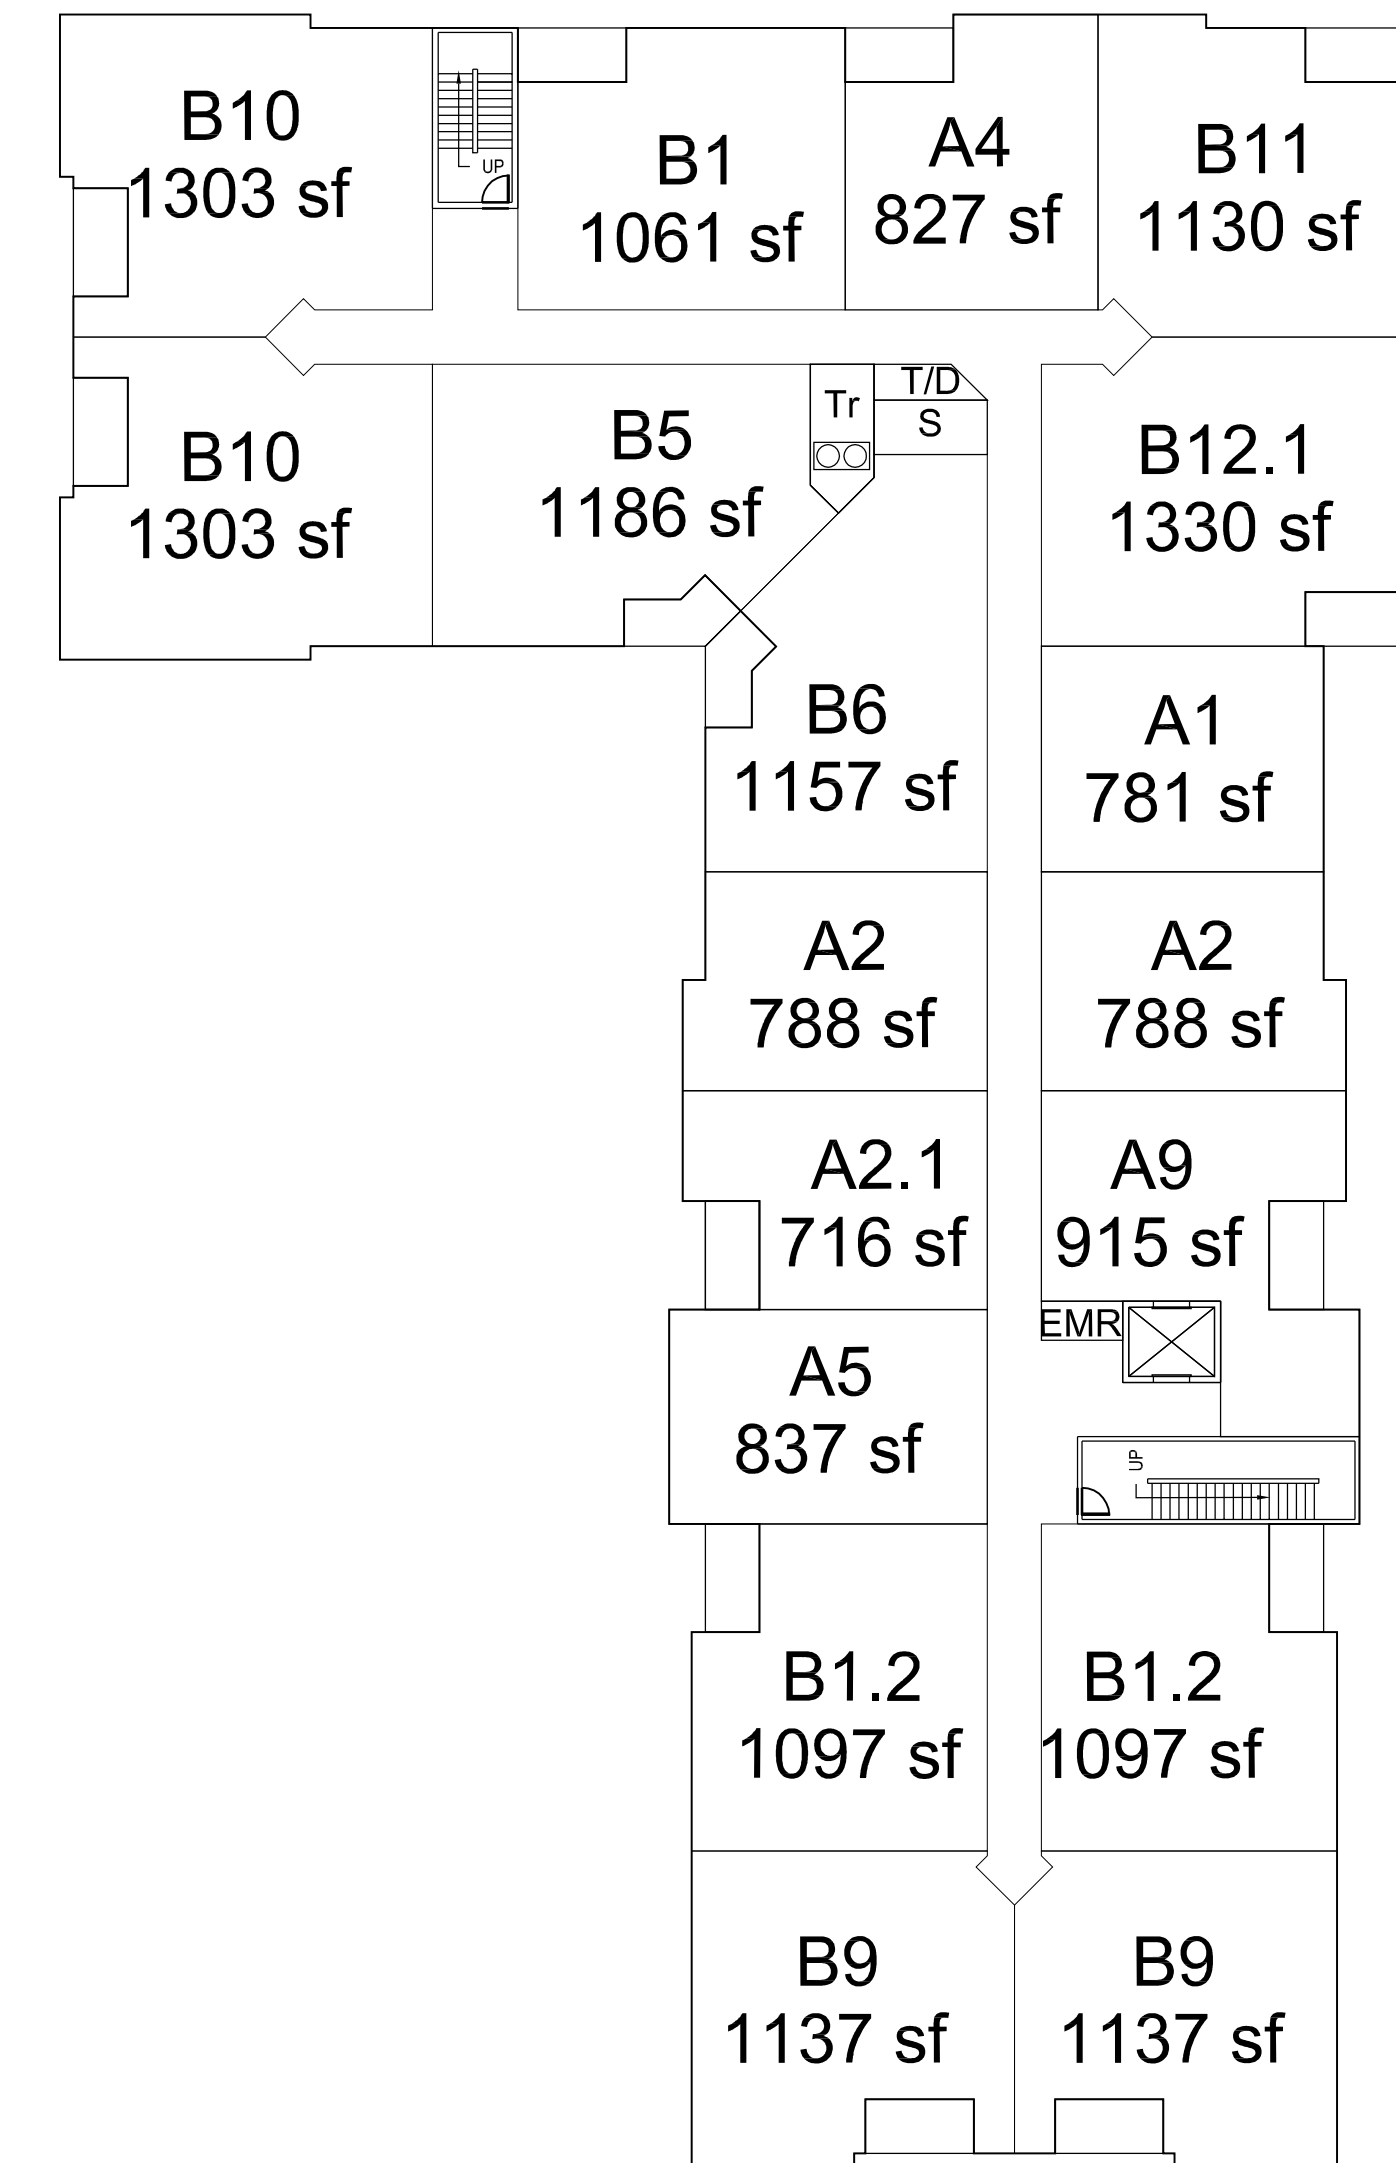 B10
1303 sf
UP
B1
1061 sf
A4
827 sf
B11
1130 sf
B10
1303 sf
B5
1186 sf
Tr
T/D
S
B12.1
1330 sf
B6
1157 sf
A1
781 sf
A2
788 sf
A2
788 sf
A2.1
716 sf
A9
915 sf
EMR
A5
837 sf
UP
B1.2
1097 sf
B1.2
1097 sf
B9
1137 sf
B9
1137 sf